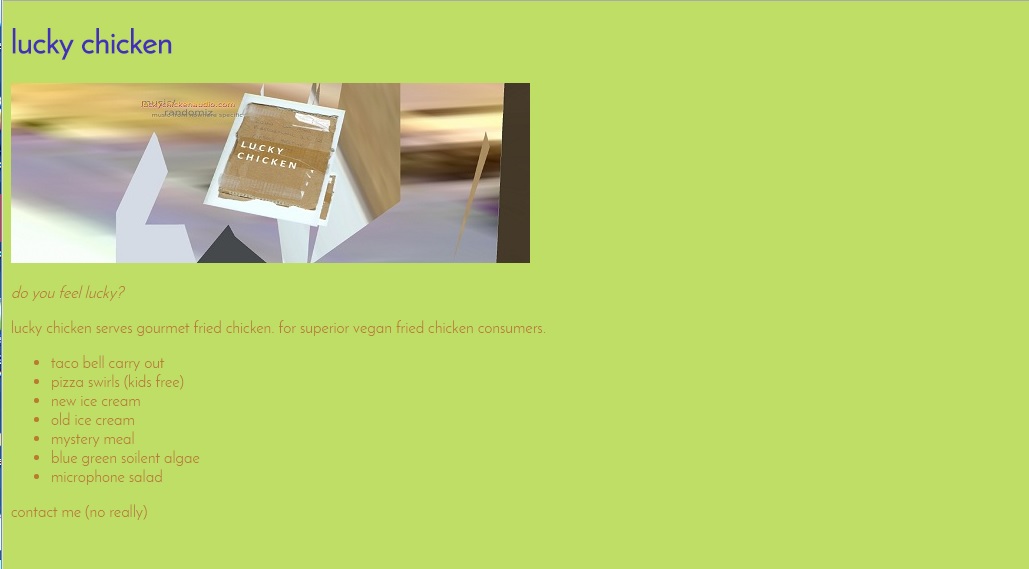 lucky chicken
luckychickenaudio.com
randomiz
LUCKY
CHICKEN
do you feel lucky?
lucky chicken serves gourmet fried chicken. for superior vegan fried chicken consumers.
taco bell carry out
pizza swirls (kids free)
new ice cream
old ice cream
mystery meal
blue green soilent algae
microphone salad
contact me (no really)